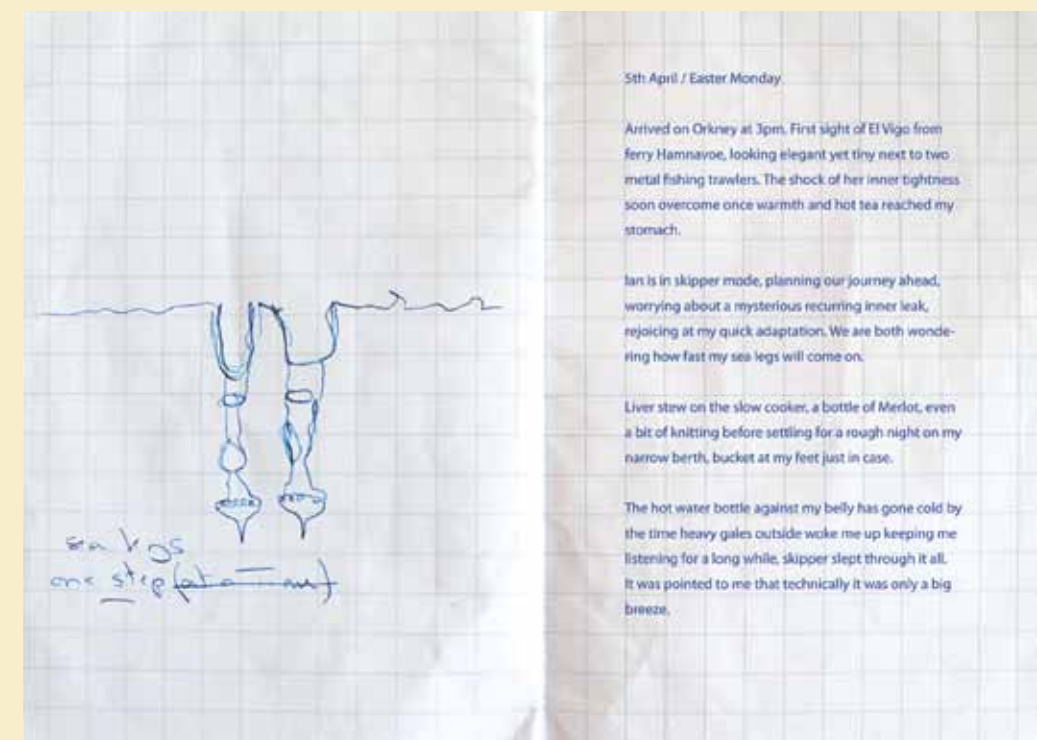 sea legs
one step (at a
5th April / Easter Monday
Arrived on Orkney at 3pm. First sight of El Vigo from
ferry Hamnavoe, looking elegant yet tiny next to two
metal fishing trawlers. The shock of her inner tightness
soon overcome once warmth and hot tea reached my
stomach.
Ian is in skipper mode, planning our journey ahead,
worrying about a mysterious recurring inner leak,
rejoicing at my quick adaptation. We are both wonde-
ring how fast my sea legs will come on.
Liver stew on the slow cooker, a bottle of Merlot, even
a bit of knitting before settling for a rough night on my
narrow berth, bucket at my feet just in case.
The hot water bottle against my belly has gone cold by
the time heavy gales outside woke me up keeping me
listening for a long while, skipper slept through it all.
It was pointed to me that technically it was only a big
breeze.